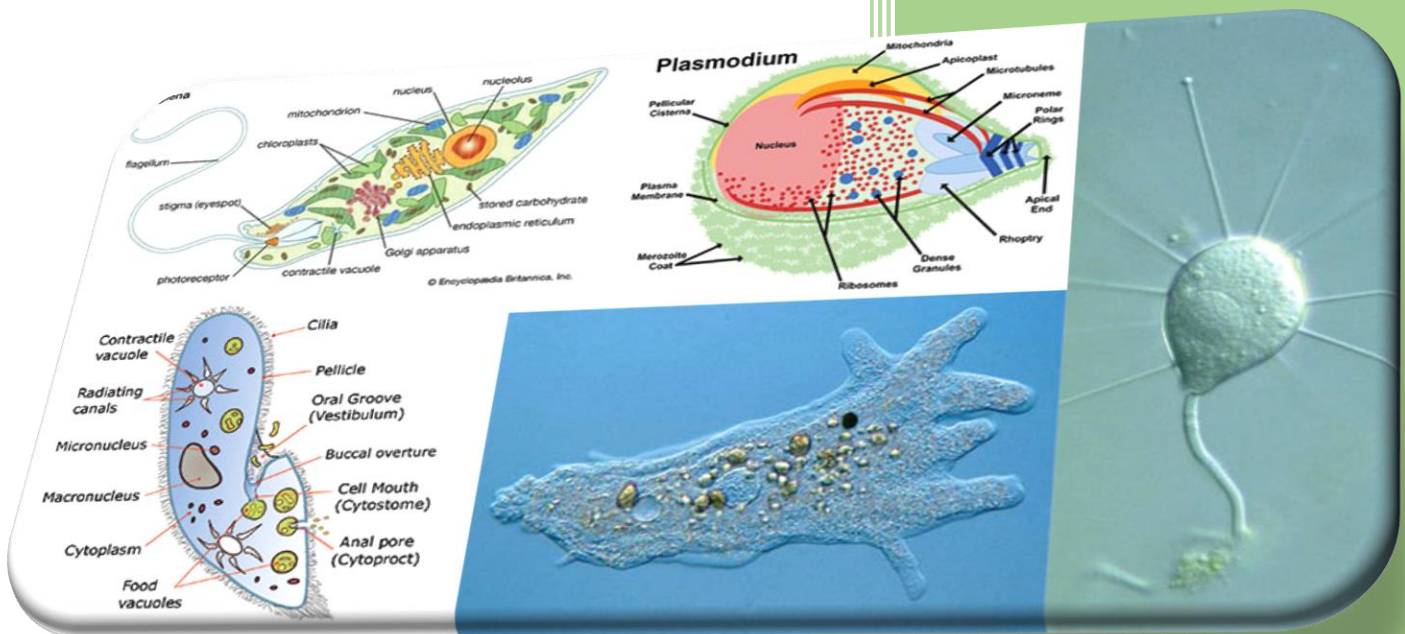 nucleolus
nucleus
mitochondrion
chloroplasts
flagellum
stigma (eyespot)
stored carbohydrate
endoplasmic reticulum
Golgi apparatus
photoreceptor
contractile vacuole
© Encyclopædia Britannica, Inc.
Plasmodium
Mitochondria
Apicoplast
Microtubules
Microneme
Polar
Rings
Pellicular
Cisterna
Nucleus
Plasma
Membrane
Apical
End
Rhoptry
Merozoite
Coat
Dense
Granules
Ribosomes
Contractile
vacuole
Cilia
Pellicle
Radiating
canals
Oral Groove
(Vestibulum)
Micronucleus
Buccal overture
Macronucleus
Cell Mouth
(Cytostome)
Cytoplasm
Anal pore
(Cytoproct)
Food
vacuoles